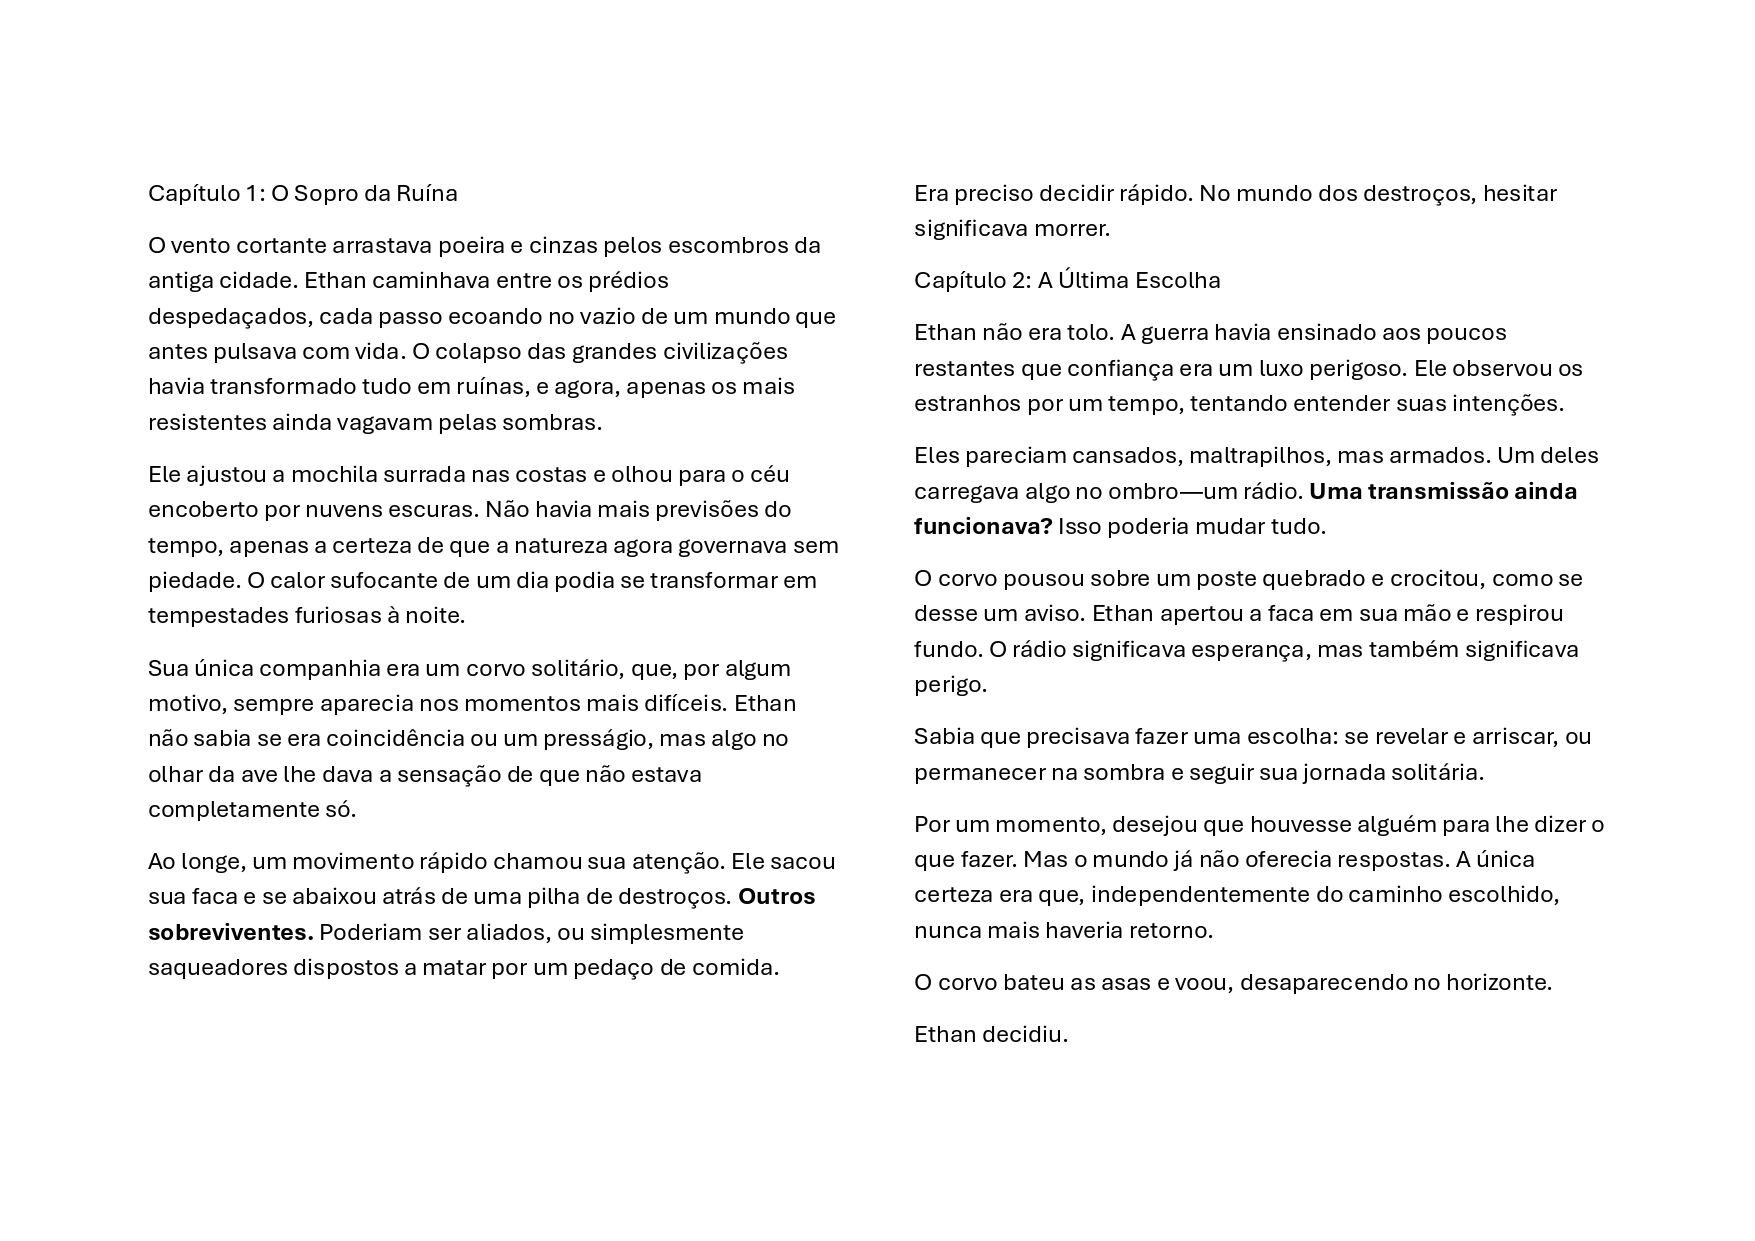 Capítulo 1: O Sopro da Ruína
O vento cortante arrastava poeira e cinzas pelos escombros da
antiga cidade. Ethan caminhava entre os prédios
despedaçados, cada passo ecoando no vazio de um mundo que
antes pulsava com vida. O colapso das grandes civilizações
havia transformado tudo em ruínas, e agora, apenas os mais
resistentes ainda vagavam pelas sombras.
Ele ajustou a mochila surrada nas costas e olhou para o céu
encoberto por nuvens escuras. Não havia mais previsões do
tempo, apenas a certeza de que a natureza agora governava sem
piedade. O calor sufocante de um dia podia se transformar em
tempestades furiosas à noite.
Sua única companhia era um corvo solitário, que, por algum
motivo, sempre aparecia nos momentos mais difíceis. Ethan
não sabia se era coincidência ou um presságio, mas algo no
olhar da ave lhe dava a sensação de que não estava
completamente só.
Ao longe, um movimento rápido chamou sua atenção. Ele sacou
sua faca e se abaixou atrás de uma pilha de destroços. Outros
sobreviventes. Poderiam ser aliados, ou simplesmente
saqueadores dispostos a matar por um pedaço de comida.
Era preciso decidir rápido. No mundo dos destroços, hesitar
significava morrer.
Capítulo 2: A Última Escolha
Ethan não era tolo. A guerra havia ensinado aos poucos
restantes que confiança era um luxo perigoso. Ele observou os
estranhos por um tempo, tentando entender suas intenções.
Eles pareciam cansados, maltrapilhos, mas armados. Um deles
carregava algo no ombro—um rádio. Uma transmissão ainda
funcionava? Isso poderia mudar tudo.
O corvo pousou sobre um poste quebrado e crocitou, como se
desse um aviso. Ethan apertou a faca em sua mão e respirou
fundo. O rádio significava esperança, mas também significava
perigo.
Sabia que precisava fazer uma escolha: se revelar e arriscar, ou
permanecer na sombra e seguir sua jornada solitária.
Por um momento, desejou que houvesse alguém para lhe dizer o
que fazer. Mas o mundo já não oferecia respostas. A única
certeza era que, independentemente do caminho escolhido,
nunca mais haveria retorno.
O corvo bateu as asas e voou, desaparecendo no horizonte.
Ethan decidiu.